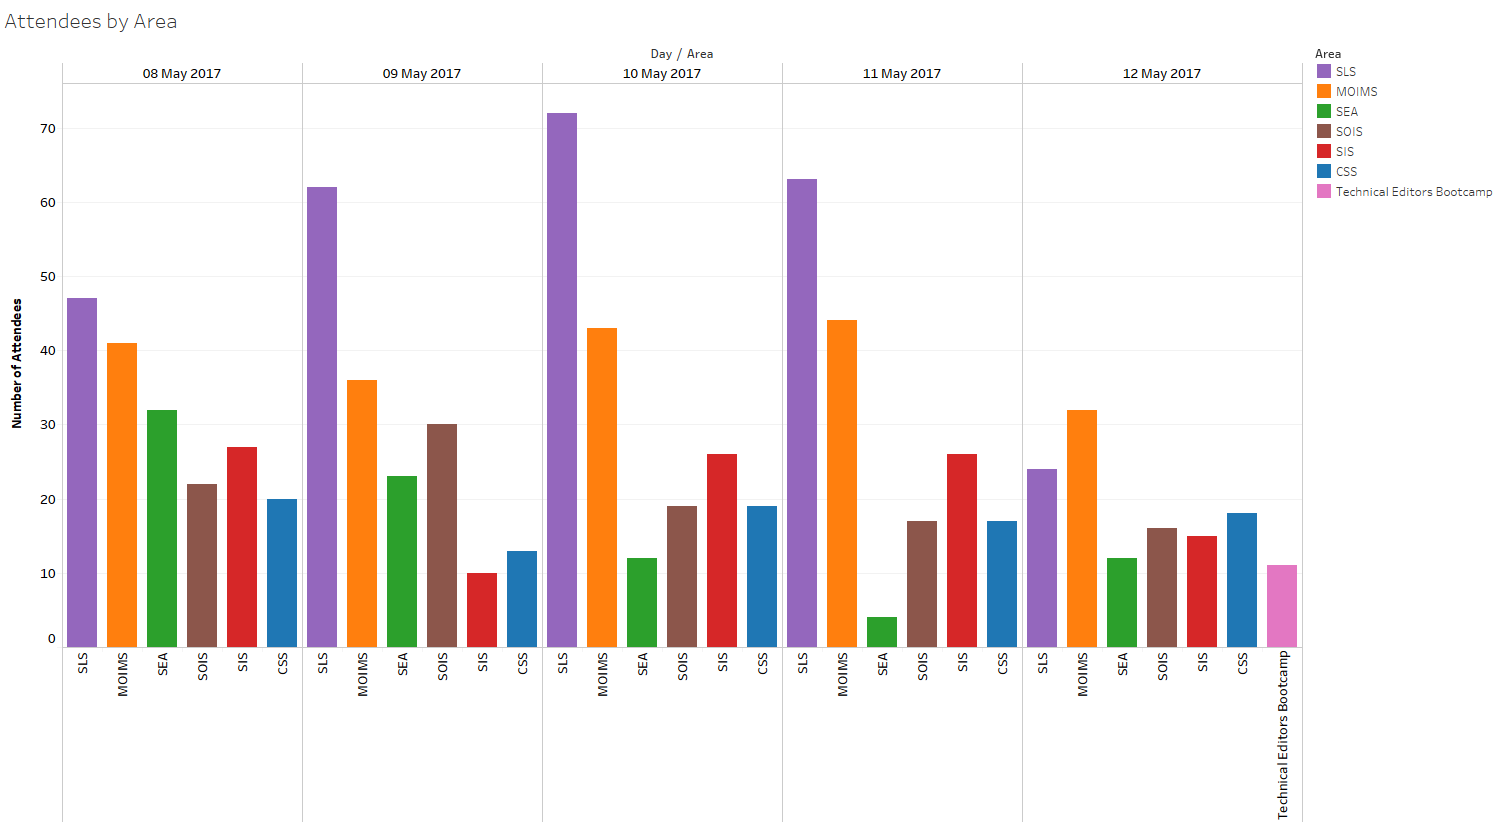 Attendees by Area
Day / Area
08 May 2017
09 May 2017
10 May 2017
11 May 2017
12 May 2017
Number of Attendees
70
60
50
40
30
20
10
0
SLS
MOIMS
SEA
SOIS
SIS
CSS
SLS
MOIMS
SEA
SOIS
SIS
CSS
SLS
MOIMS
SEA
SOIS
SIS
CSS
SLS
MOIMS
SEA
SOIS
SIS
CSS
SLS
MOIMS
SEA
SOIS
SIS
CSS
Technical Editors Bootcamp
Area
SLS
MOIMS
SEA
SOIS
SIS
CSS
Technical Editors Bootcamp